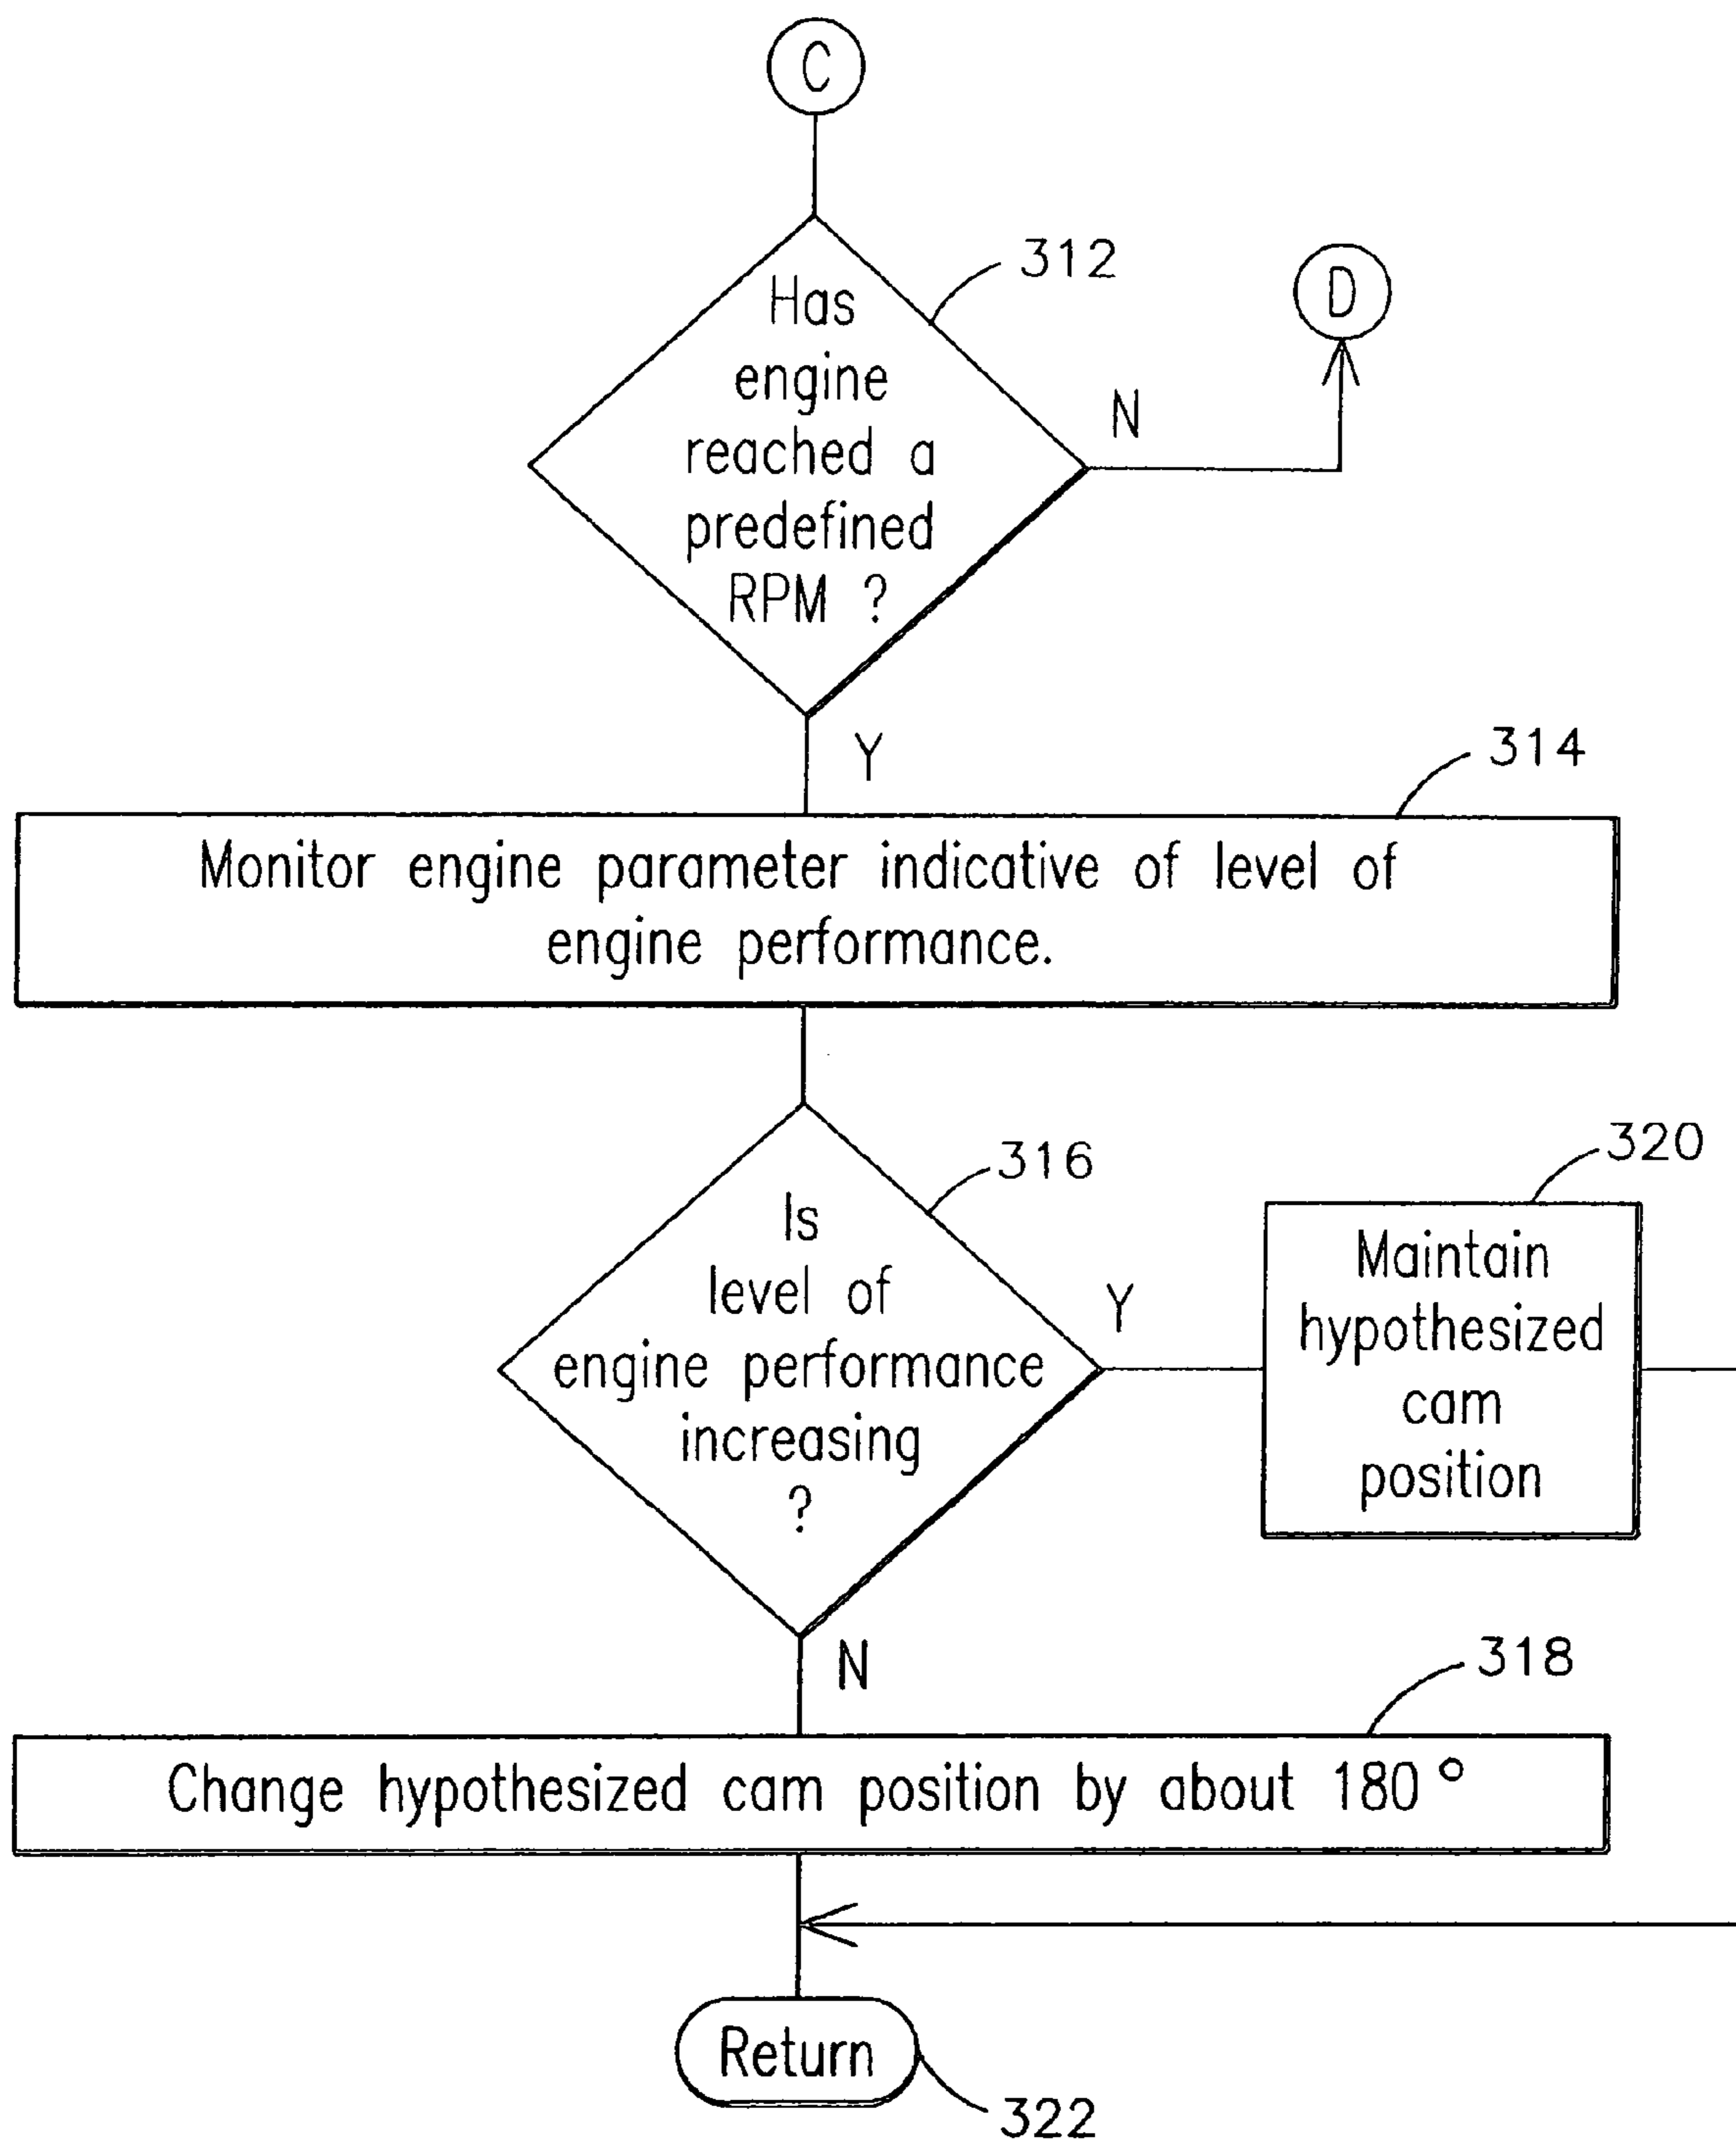 C
312
D
Has
engine
reached a
predefined
RPM ?
N
Y
314
Monitor engine parameter indicative of level of
engine performance.
316
320
Is
level of
engine performance
increasing
?
Y
Maintain
hypothesized
cam
position
N
318
Change hypothesized cam position by about 180°
Return
322